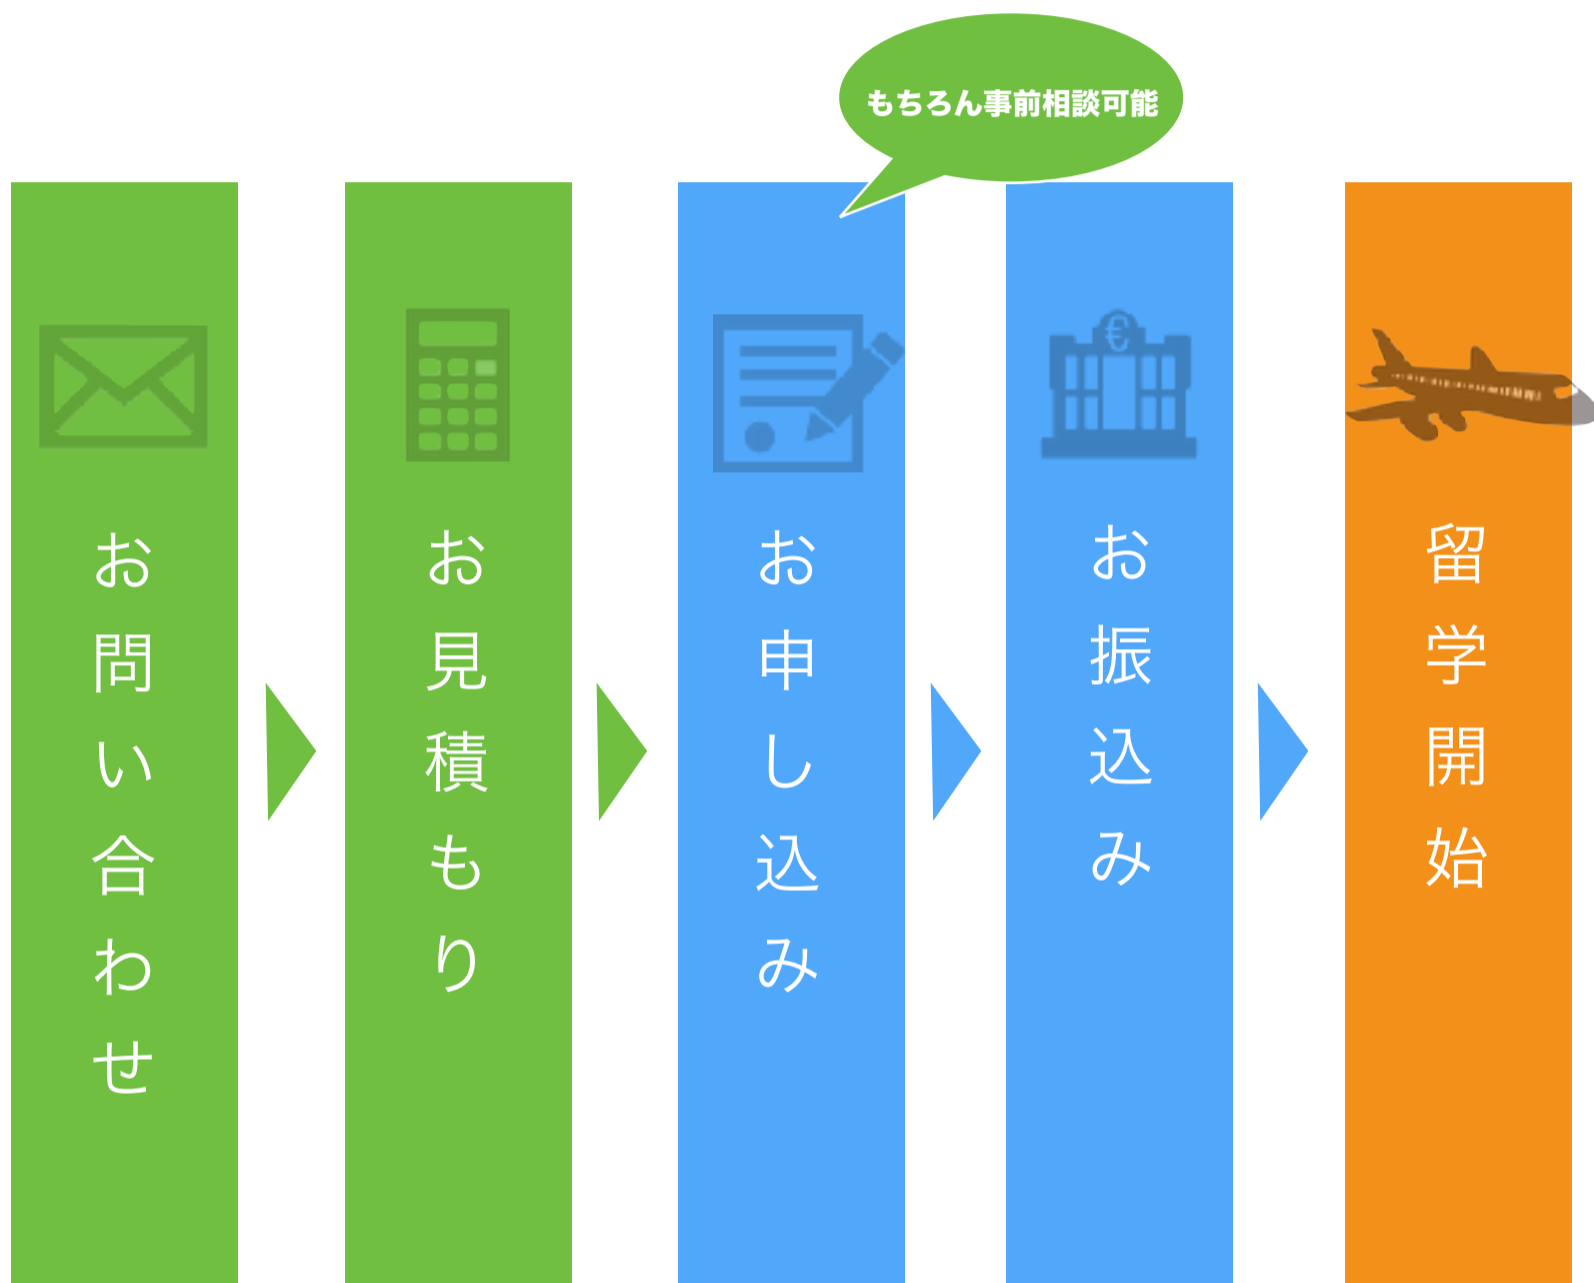 もちろん事前相談可能
お問い合わせ
お見積もり
お申し込み
お振込み
€
留学開始